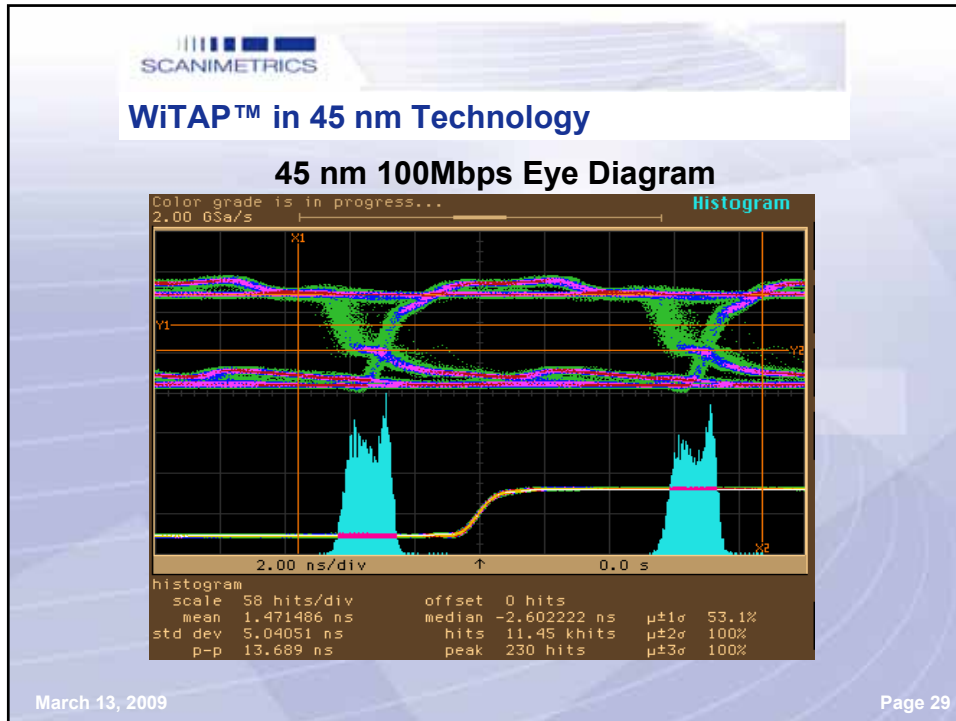 SCANIMETRICS
WiTAP™ in 45 nm Technology
45 nm 100Mbps Eye Diagram
Color grade is in progress...
Histogram
2.00 GSa/s
X1
Y1
Y2
X2
2.00 ns/div ↑ 0.0 s
histogram
scale 58 hits/div offset 0 hits
mean 1.471486 ns median -2.602222 ns µ±1σ 53.1%
std dev 5.04051 ns hits 11.45 khits µ±2σ 100%
p-p 13.689 ns peak 230 hits µ±3σ 100%
March 13, 2009 Page 29